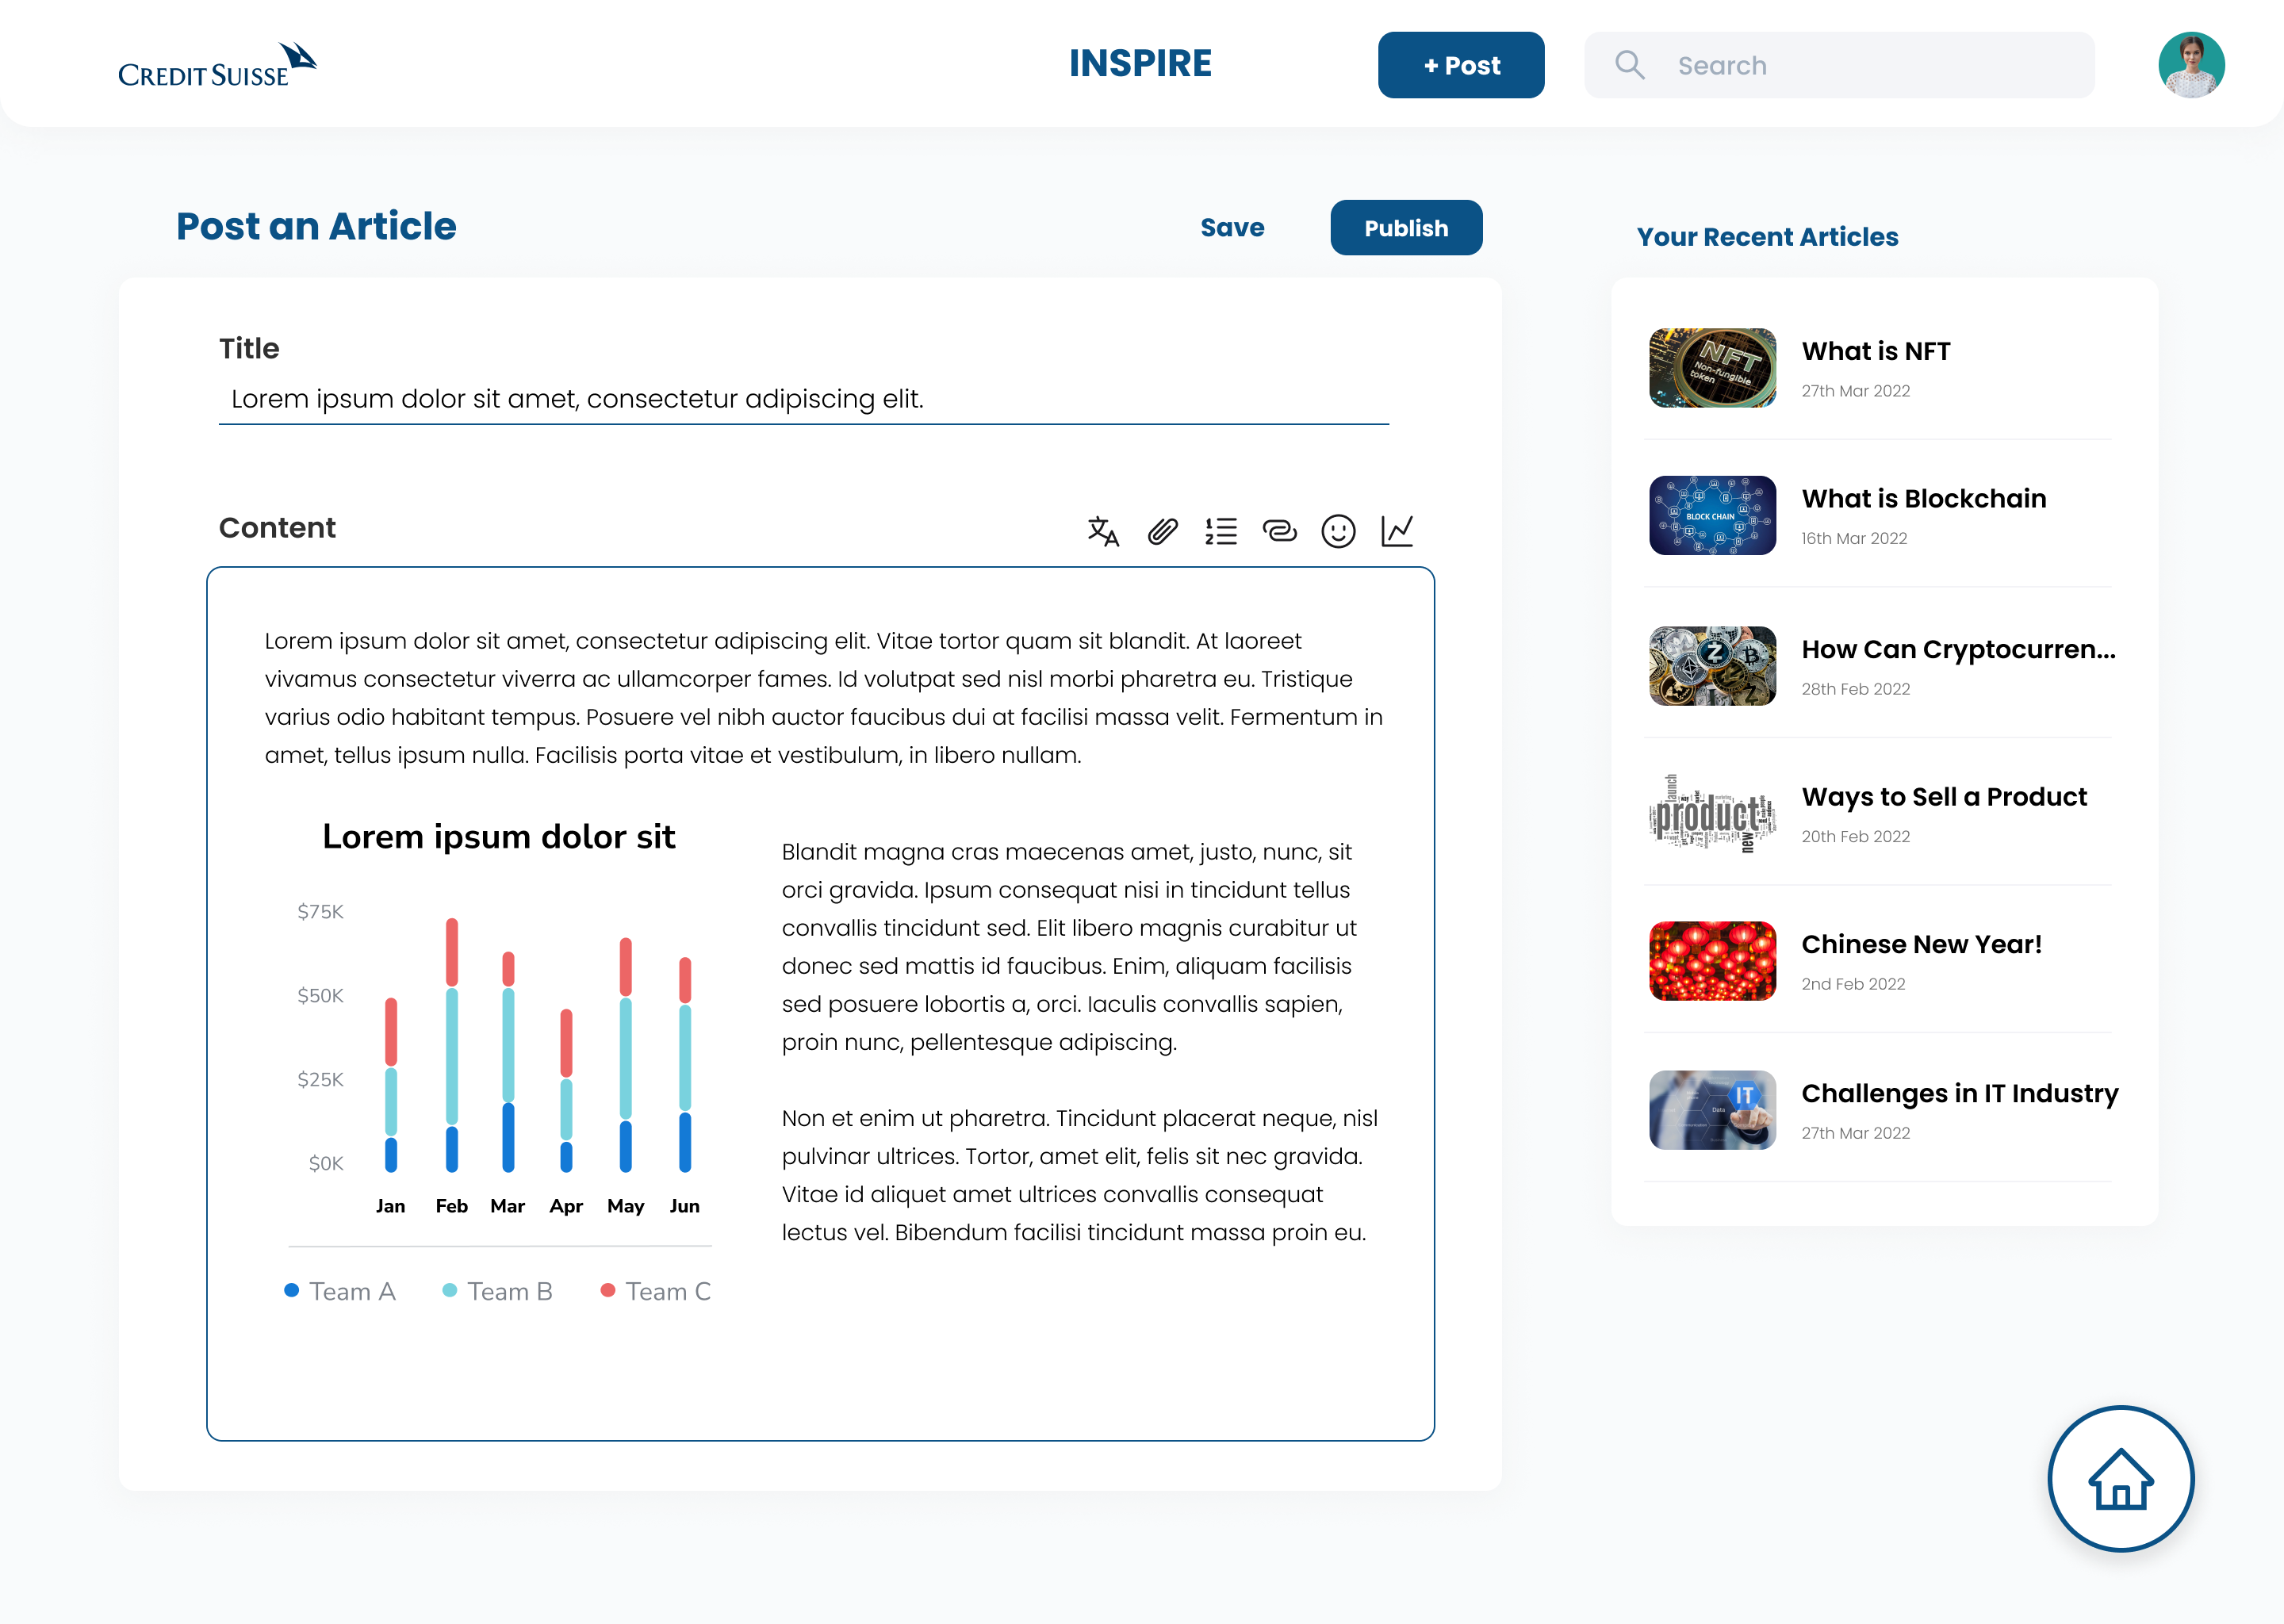 CREDIT SUISSE
INSPIRE
+ Post
Search
Post an Article
Save
Publish
Title
Lorem ipsum dolor sit amet, consectetur adipiscing elit.
Content
Lorem ipsum dolor sit amet, consectetur adipiscing elit. Vitae tortor quam sit blandit. At laoreet
vivamus consectetur viverra ac ullamcorper fames. Id volutpat sed nisl morbi pharetra eu. Tristique
varius odio habitant tempus. Posuere vel nibh auctor faucibus dui at facilisi massa velit. Fermentum in
amet, tellus ipsum nulla. Facilisis porta vitae et vestibulum, in libero nullam.
Lorem ipsum dolor sit
$75K
$50K
$25K
$0K
Jan Feb Mar Apr May Jun
Team A Team B Team C
Blandit magna cras maecenas amet, justo, nunc, sit
orci gravida. Ipsum consequat nisi in tincidunt tellus
convallis tincidunt sed. Elit libero magnis curabitur ut
donec sed mattis id faucibus. Enim, aliquam facilisis
sed posuere lobortis a, orci. Iaculis convallis sapien,
proin nunc, pellentesque adipiscing.
Non et enim ut pharetra. Tincidunt placerat neque, nisl
pulvinar ultrices. Tortor, amet elit, felis sit nec gravida.
Vitae id aliquet amet ultrices convallis consequat
lectus vel. Bibendum facilisi tincidunt massa proin eu.
Your Recent Articles
NFT
Non-fungible
token
What is NFT
27th Mar 2022
BLOCK CHAIN
What is Blockchain
16th Mar 2022
How Can Cryptocurren...
28th Feb 2022
launch
product
new
Ways to Sell a Product
20th Feb 2022
Chinese New Year!
2nd Feb 2022
IT
Data
Challenges in IT Industry
27th Mar 2022